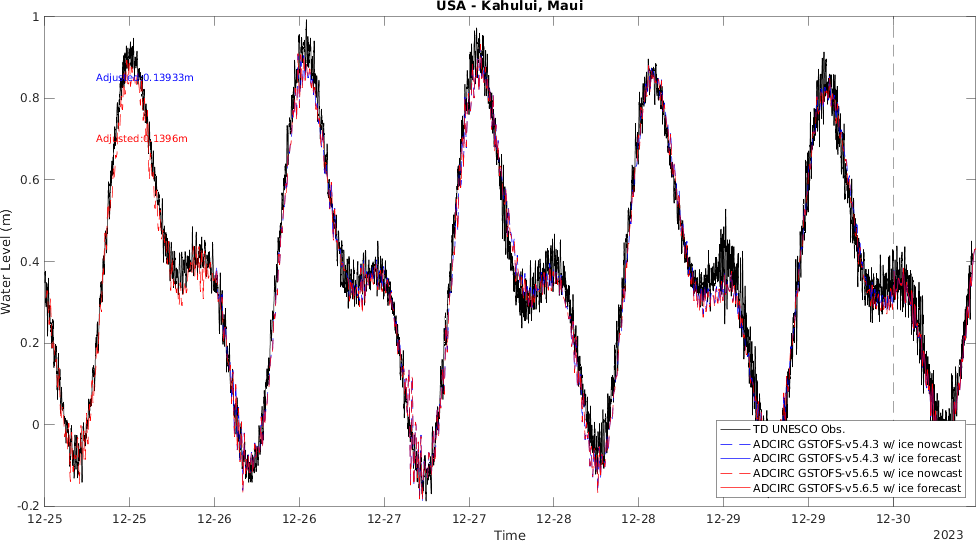 USA - Kahului, Maui
1
0.8
0.6
0.4
0.2
0
-0.2
Water Level (m)
Adjusted:0.13933m
Adjusted:0.1396m
TD UNESCO Obs.
ADCIRC GSTOFS-v5.4.3 w/ ice nowcast
ADCIRC GSTOFS-v5.4.3 w/ ice forecast
ADCIRC GSTOFS-v5.6.5 w/ ice nowcast
ADCIRC GSTOFS-v5.6.5 w/ ice forecast
12-25 12-25 12-26 12-26 12-27 12-27 12-28 12-28 12-29 12-29 12-30
Time
2023